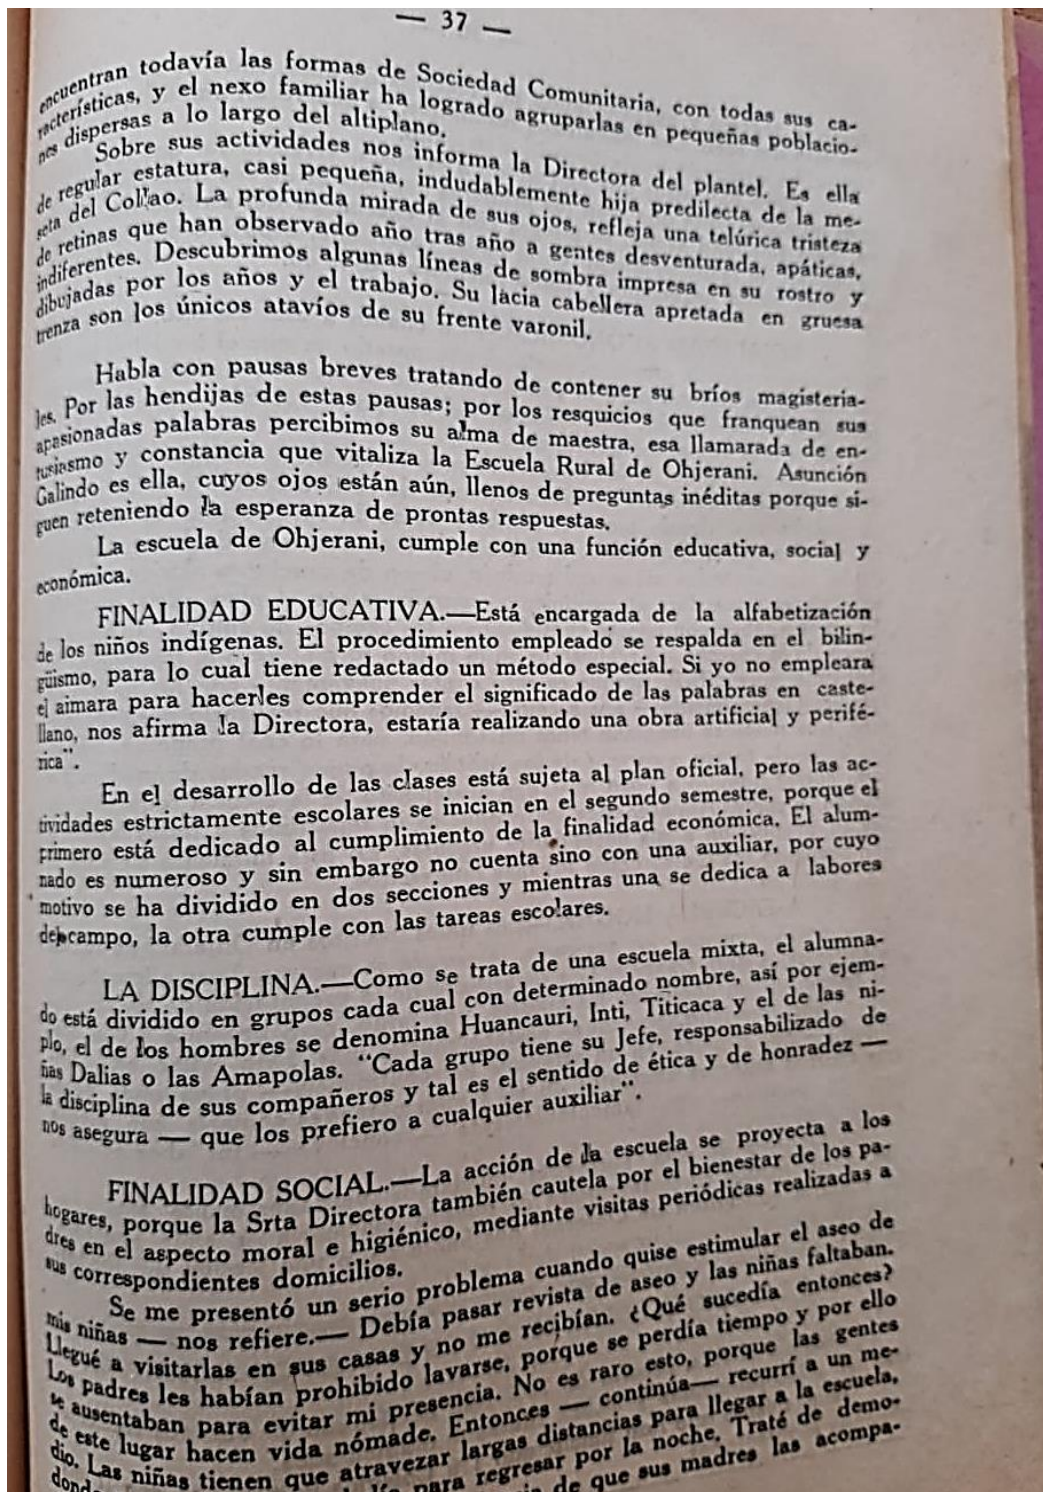 — 37 —
encuentran todavía las formas de Sociedad Comunitaria, con todas sus ca-
racterísticas, y el nexo familiar ha logrado agruparlas en pequeñas poblacio-
nes dispersas a lo largo del altiplano.
Sobre sus actividades nos informa la Directora del plantel. Es ella
de regular estatura, casi pequeña, indudablemente hija predilecta de la me-
seta del Collao. La profunda mirada de sus ojos, refleja una telúrica tristeza
de retinas que han observado año tras año a gentes desventurada, apáticas,
indiferentes. Descubrimos algunas líneas de sombra impresa en su rostro y
dibujadas por los años y el trabajo. Su lacia cabellera apretada en gruesa
trenza son los únicos atavíos de su frente varonil.
Habla con pausas breves tratando de contener su bríos magisteria-
les. Por las hendijas de estas pausas; por los resquicios que franquean sus
apasionadas palabras percibimos su alma de maestra, esa llamarada de en-
tusiasmo y constancia que vitaliza la Escuela Rural de Ohjerani. Asunción
Galindo es ella, cuyos ojos están aún, llenos de preguntas inéditas porque si-
guen reteniendo la esperanza de prontas respuestas.
La escuela de Ohjerani, cumple con una función educativa, social y
económica.
FINALIDAD EDUCATIVA.—Está encargada de la alfabetización
de los niños indígenas. El procedimiento empleado se respalda en el bilin-
güismo, para lo cual tiene redactado un método especial. Si yo no empleara
el aimara para hacerles comprender el significado de las palabras en caste-
llano, nos afirma la Directora, estaría realizando una obra artificial y perifé-
rica".
En el desarrollo de las clases está sujeta al plan oficial, pero las ac-
tividades estrictamente escolares se inician en el segundo semestre, porque el
primero está dedicado al cumplimiento de la finalidad económica. El alum-
nado es numeroso y sin embargo no cuenta sino con una auxiliar, por cuyo
motivo se ha dividido en dos secciones y mientras una se dedica a labores
del campo, la otra cumple con las tareas escolares.
LA DISCIPLINA.—Como se trata de una escuela mixta, el alumna-
do está dividido en grupos cada cual con determinado nombre, así por ejem-
plo, el de los hombres se denomina Huancauri, Inti, Titicaca y el de las ni-
ñas Dalias o las Amapolas. "Cada grupo tiene su Jefe, responsabilizado de
la disciplina de sus compañeros y tal es el sentido de ética y de honradez —
nos asegura — que los prefiero a cualquier auxiliar".
FINALIDAD SOCIAL.—La acción de la escuela se proyecta a los
hogares, porque la Srta Directora también cautela por el bienestar de los pa-
dres en el aspecto moral e higiénico, mediante visitas periódicas realizadas a
sus correspondientes domicilios.
Se me presentó un serio problema cuando quise estimular el aseo de
mis niñas — nos refiere.— Debía pasar revista de aseo y las niñas faltaban.
Llegué a visitarlas en sus casas y no me recibían. ¿Qué sucedía entonces?
Los padres les habían prohibido lavarse, porque se perdía tiempo y por ello
se ausentaban para evitar mi presencia. No es raro esto, porque las gentes
de este lugar hacen vida nómade. Entonces — continúa— recurrí a un me-
dio. Las niñas tienen que atravezar largas distancias para llegar a la escuela,
para regresar por la noche. Traté de demo-
de que sus madres las acompa-